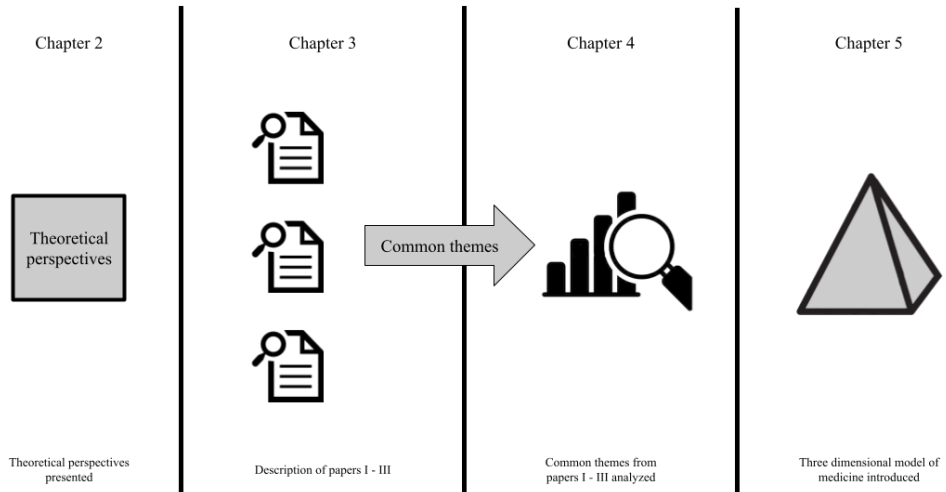 Chapter 2
Chapter 3
Chapter 4
Chapter 5
Theoretical
perspectives
Common themes
Theoretical perspectives
presented
Description of papers I - III
Common themes from
papers I - III analyzed
Three dimensional model of
medicine introduced